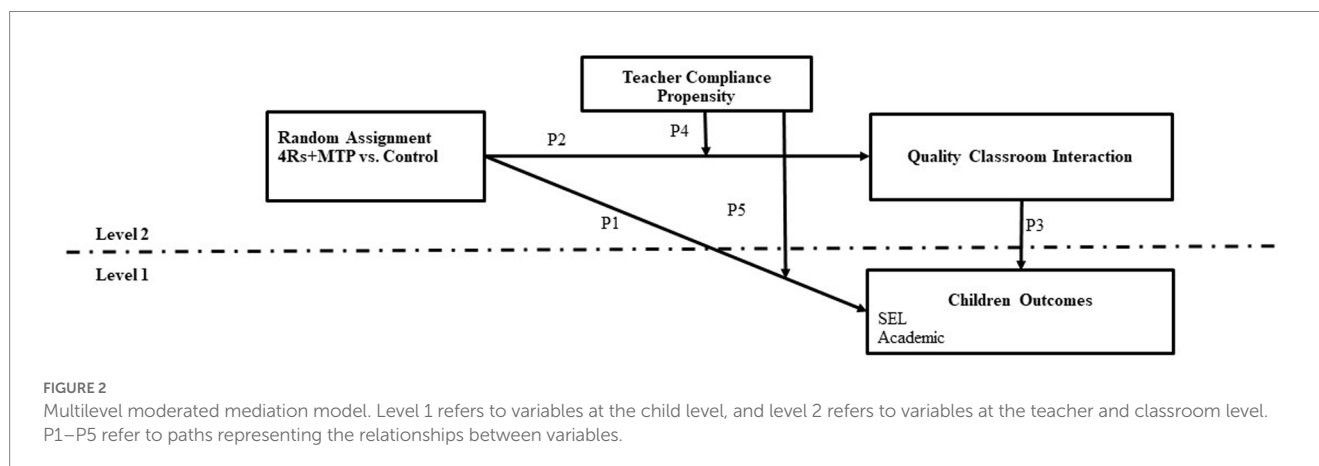 Teacher Compliance
Propensity
Random Assignment
4Rs+MTP vs. Control
P2
P4
Quality Classroom Interaction
P1
P5
P3
Level 2
Level 1
Children Outcomes
SEL
Academic
FIGURE 2
Multilevel moderated mediation model. Level 1 refers to variables at the child level, and level 2 refers to variables at the teacher and classroom level.
P1–P5 refer to paths representing the relationships between variables.